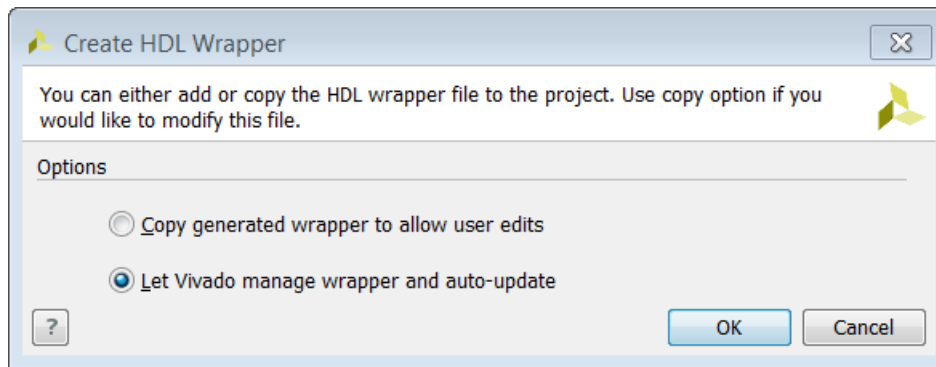 Create HDL Wrapper
You can either add or copy the HDL wrapper file to the project. Use copy option if you
would like to modify this file.
Options
Copy generated wrapper to allow user edits
Let Vivado manage wrapper and auto-update
?
OK
Cancel